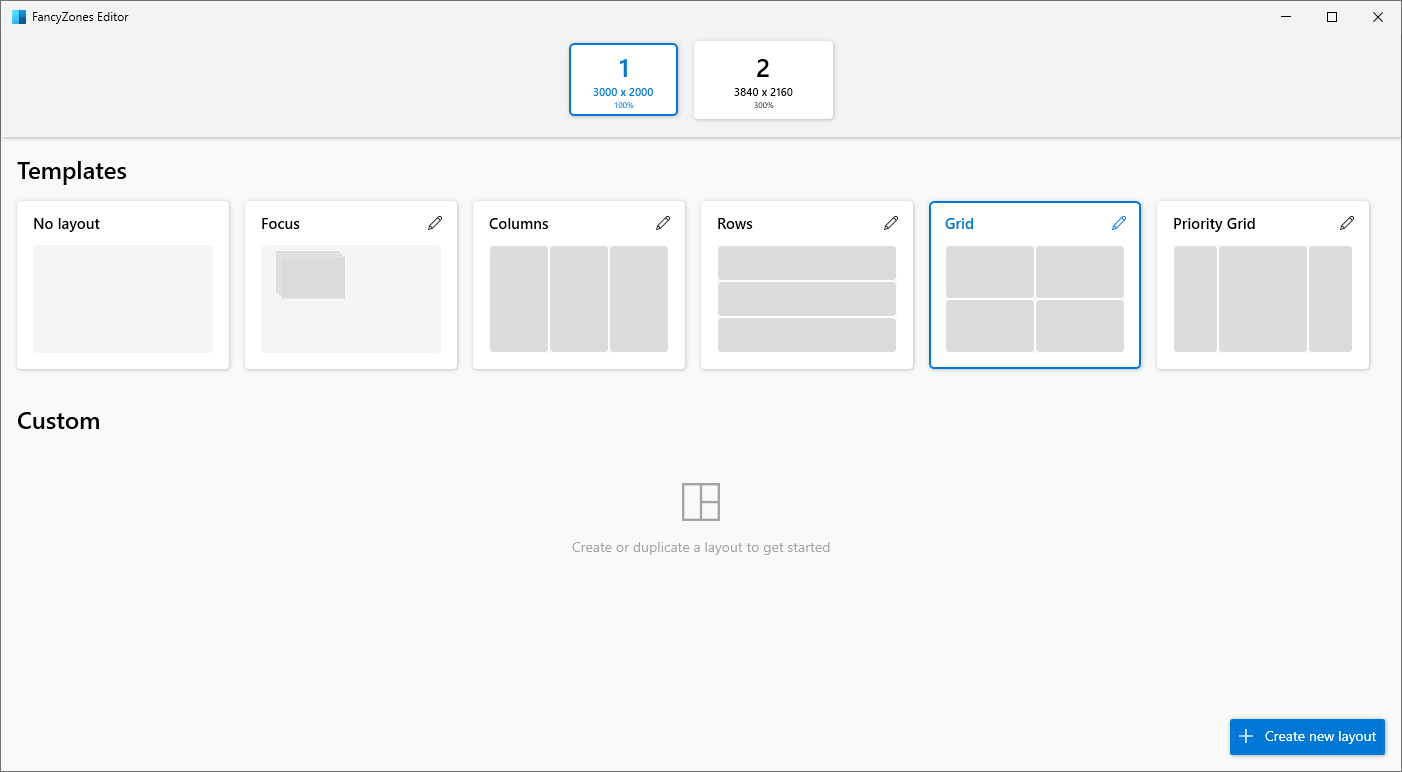 FancyZones Editor
1
3000 x 2000
100%
2
3840 x 2160
300%
Templates
No layout
Focus
Columns
Rows
Grid
Priority Grid
Custom
Create or duplicate a layout to get started
Create new layout